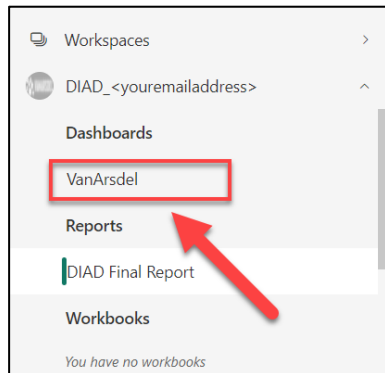 Workspaces
DIAD_<youremailaddress>
Dashboards
VanArsdel
Reports
DIAD Final Report
Workbooks
You have no workbooks